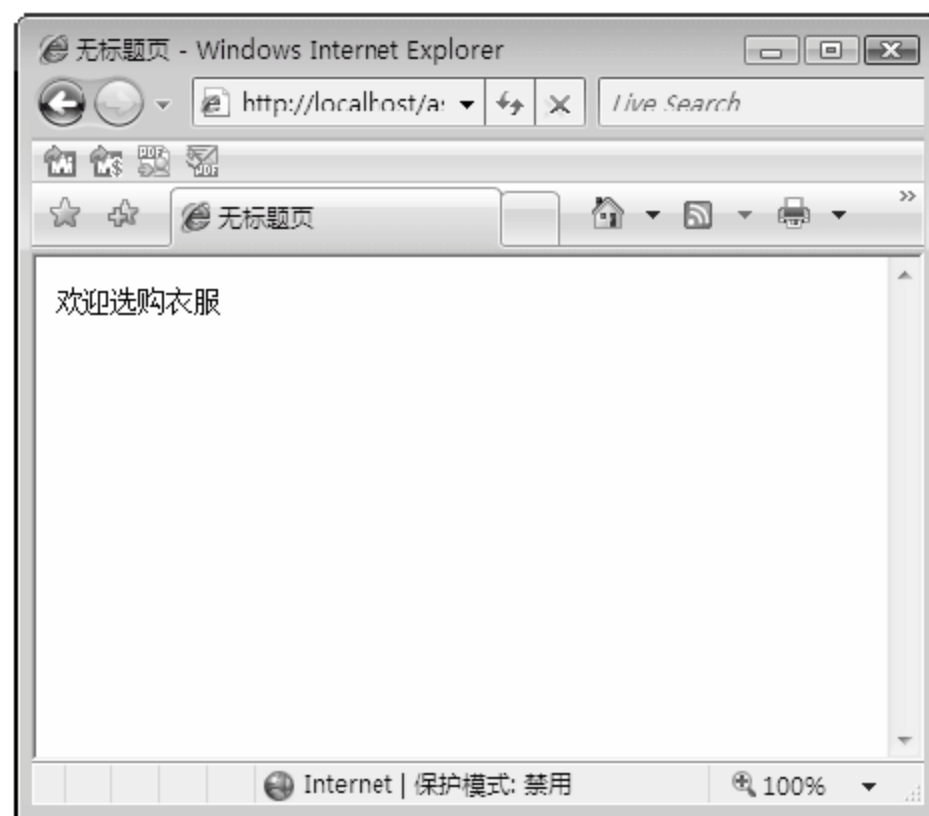 无标题页 - Windows Internet Explorer
http://localhost/a
Live Search
无标题页
欢迎选购衣服
Internet | 保护模式: 禁用
100%